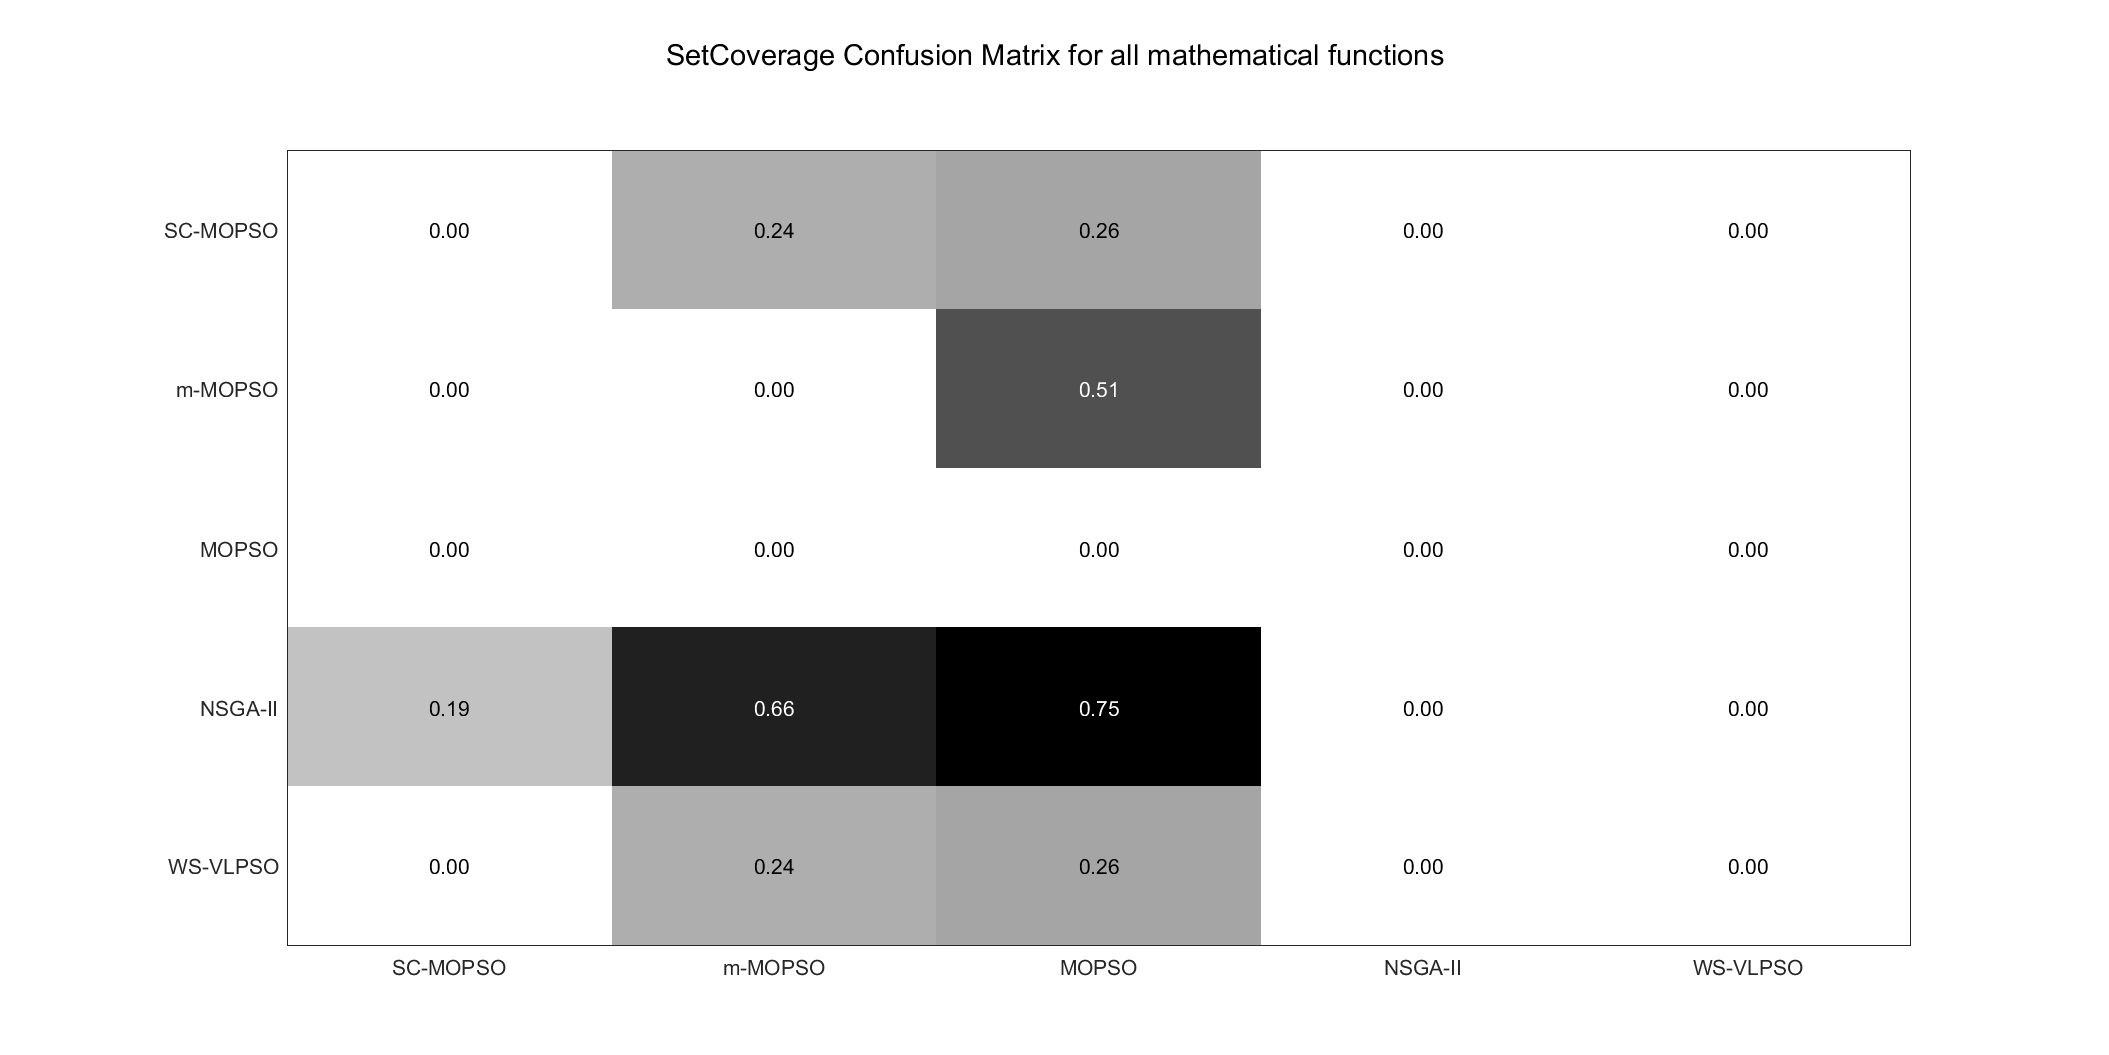 SetCoverage Confusion Matrix for all mathematical functions
SC-MOPSO 0.00 0.24 0.26 0.00 0.00
m-MOPSO 0.00 0.00 0.51 0.00 0.00
MOPSO 0.00 0.00 0.00 0.00 0.00
NSGA-II 0.19 0.66 0.75 0.00 0.00
WS-VLPSO 0.00 0.24 0.26 0.00 0.00
SC-MOPSO m-MOPSO MOPSO NSGA-II WS-VLPSO